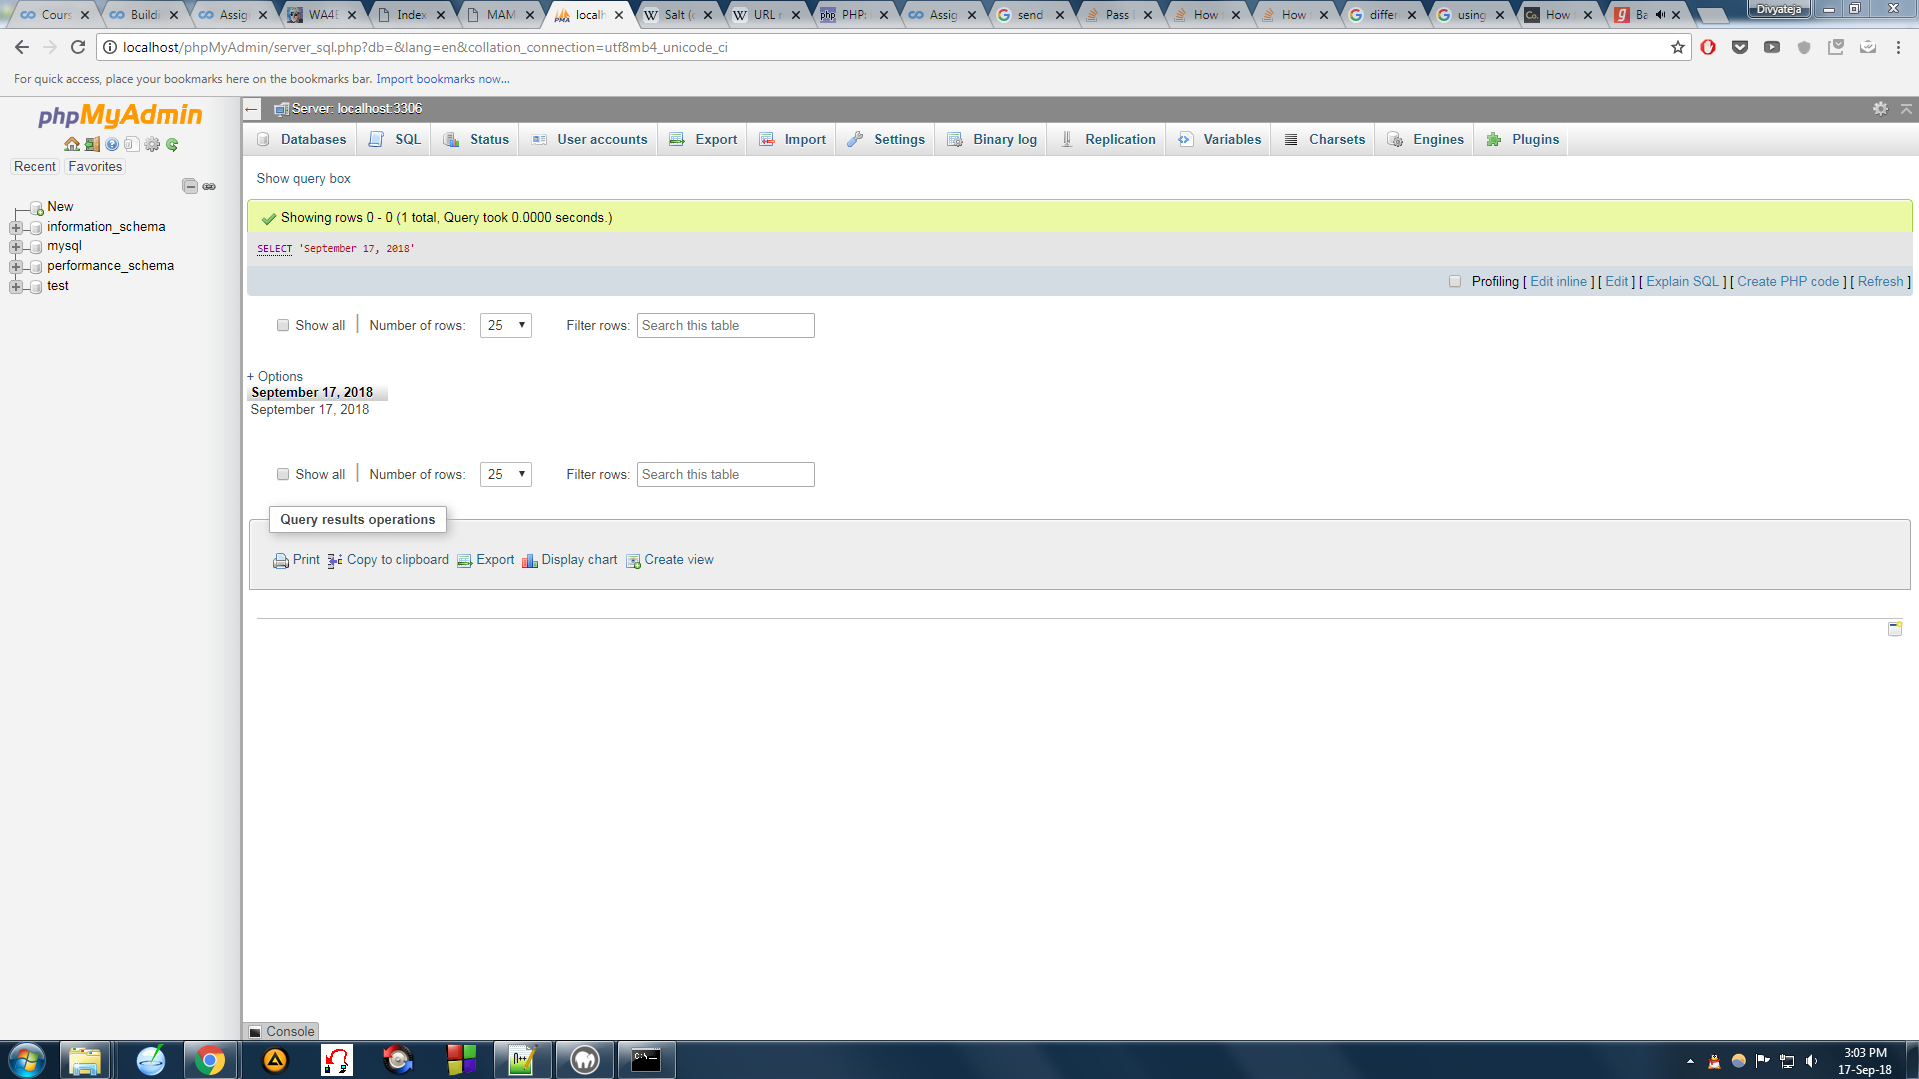 Cours
Buildi
Assig
WA4E
Index
MAM
localh
Salt (c
URL r
PHP:
Assig
send
Pass
How
How
differ
using
How
Ba
Divyateja
localhost/phpMyAdmin/server_sql.php?db=&lang=en&collation_connection=utf8mb4_unicode_ci
For quick access, place your bookmarks here on the bookmarks bar. Import bookmarks now...
phpMyAdmin
Recent Favorites
New
information_schema
mysql
performance_schema
test
Server: localhost:3306
Databases SQL Status User accounts Export Import Settings Binary log Replication Variables Charsets Engines Plugins
Show query box
Showing rows 0 - 0 (1 total, Query took 0.0000 seconds.)
SELECT 'September 17, 2018'
Profiling [ Edit inline ] [ Edit ] [ Explain SQL ] [ Create PHP code ] [ Refresh ]
Show all Number of rows: 25 Filter rows: Search this table
+ Options
September 17, 2018
September 17, 2018
Show all Number of rows: 25 Filter rows: Search this table
Query results operations
Print Copy to clipboard Export Display chart Create view
Console
3:03 PM
17-Sep-18